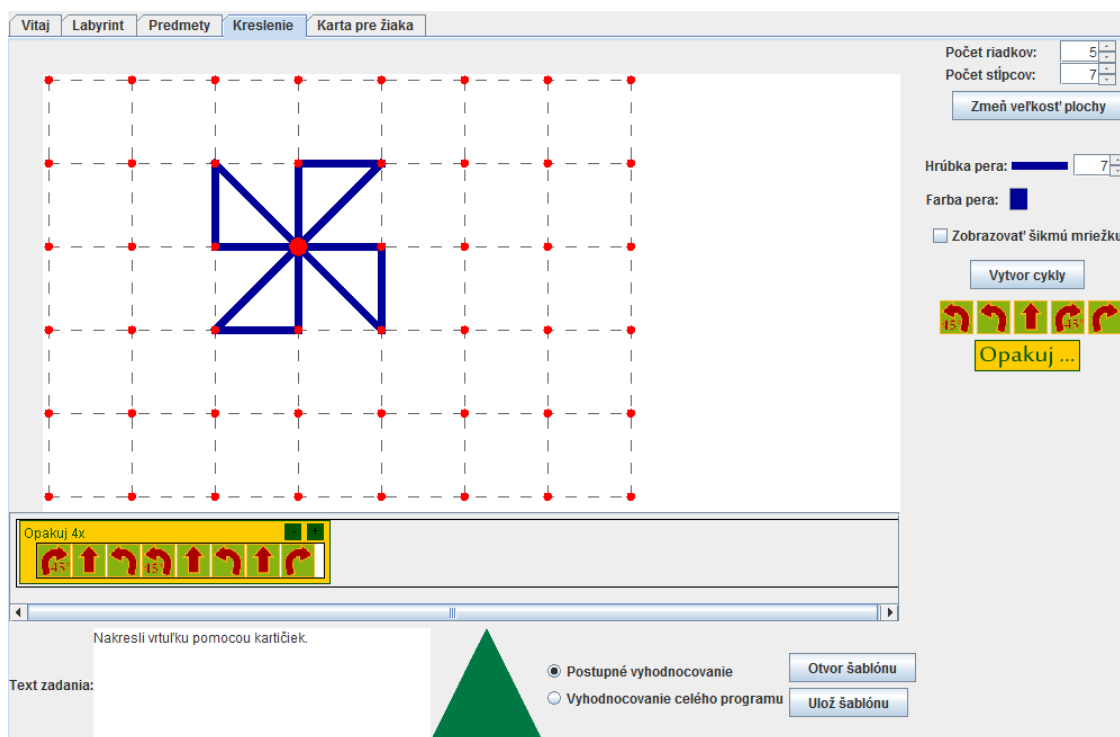 Vitaj Labyrint Predmety Kreslenie Karta pre žiaka
Počet riadkov: 5
Počet stĺpcov: 7
Zmeň veľkosť plochy
Hrúbka pera: 7
Farba pera:
Zobrazovať šikmú mriežku
Vytvor cykly
45° 45°
Opakuj ...
Opakuj 4x - +
45° 45°
Nakresli vrtuľku pomocou kartičiek.
Text zadania:
Postupné vyhodnocovanie
Vyhodnocovanie celého programu
Otvor šablónu
Ulož šablónu